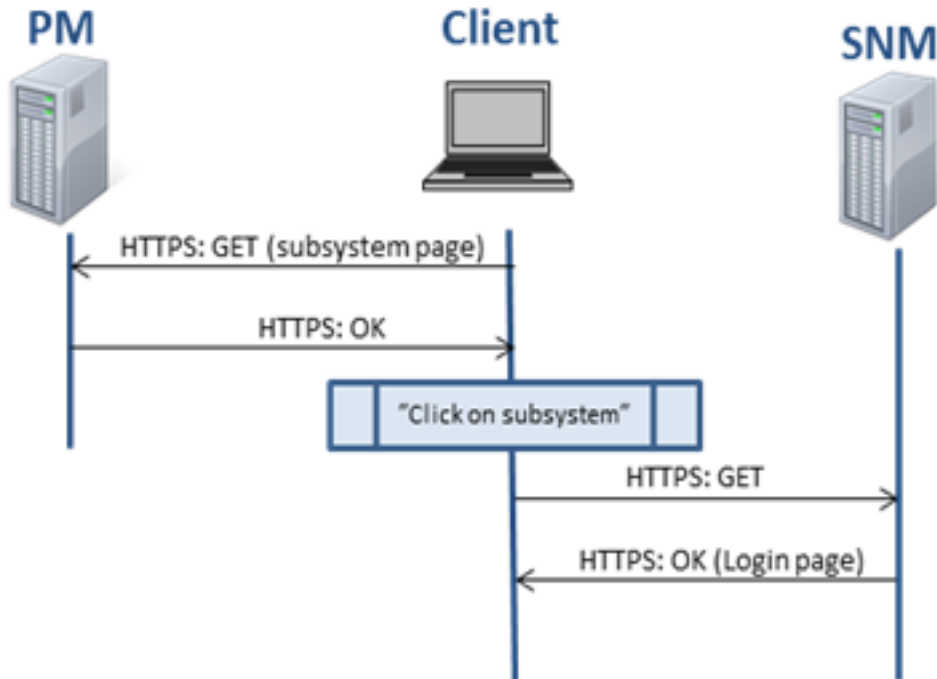 PM
Client
SNM
HTTPS: GET (subsystem page)
HTTPS: OK
"Click on subsystem"
HTTPS: GET
HTTPS: OK (Login page)